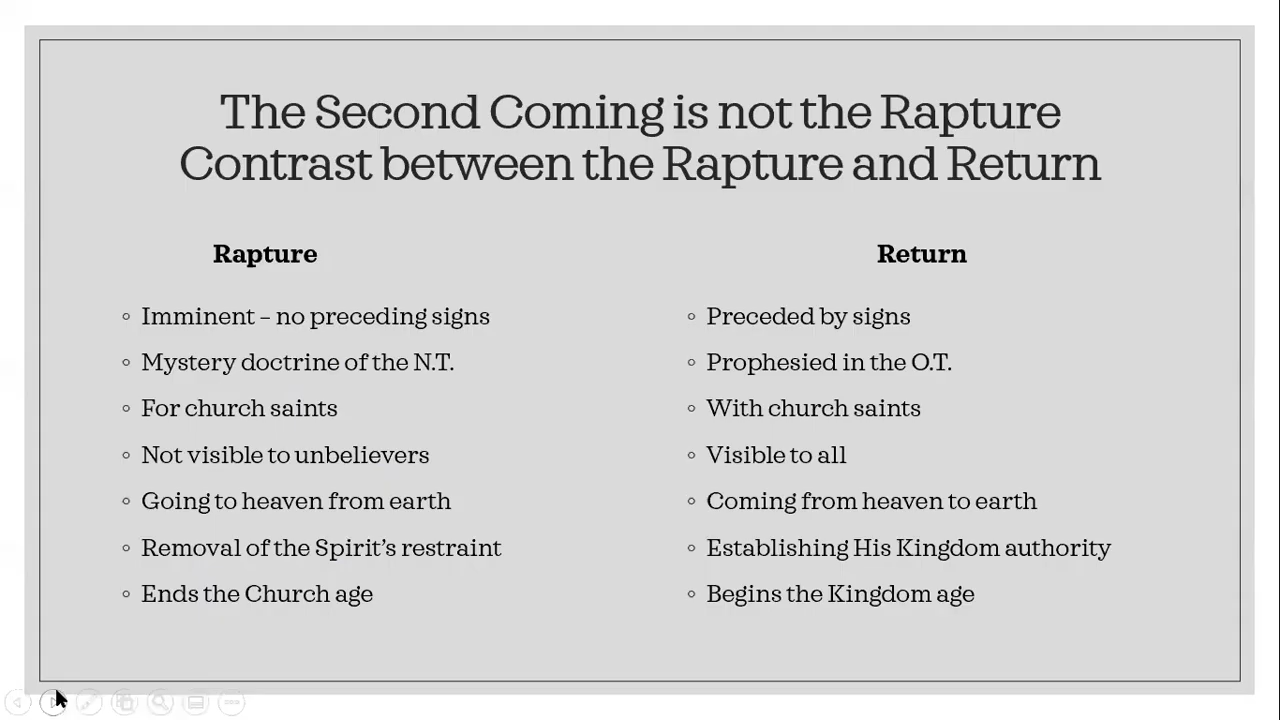 The Second Coming is not the Rapture
Contrast between the Rapture and Return
Rapture
Imminent – no preceding signs
Mystery doctrine of the N.T.
For church saints
Not visible to unbelievers
Going to heaven from earth
Removal of the Spirit’s restraint
Ends the Church age
Return
Preceded by signs
Prophesied in the O.T.
With church saints
Visible to all
Coming from heaven to earth
Establishing His Kingdom authority
Begins the Kingdom age